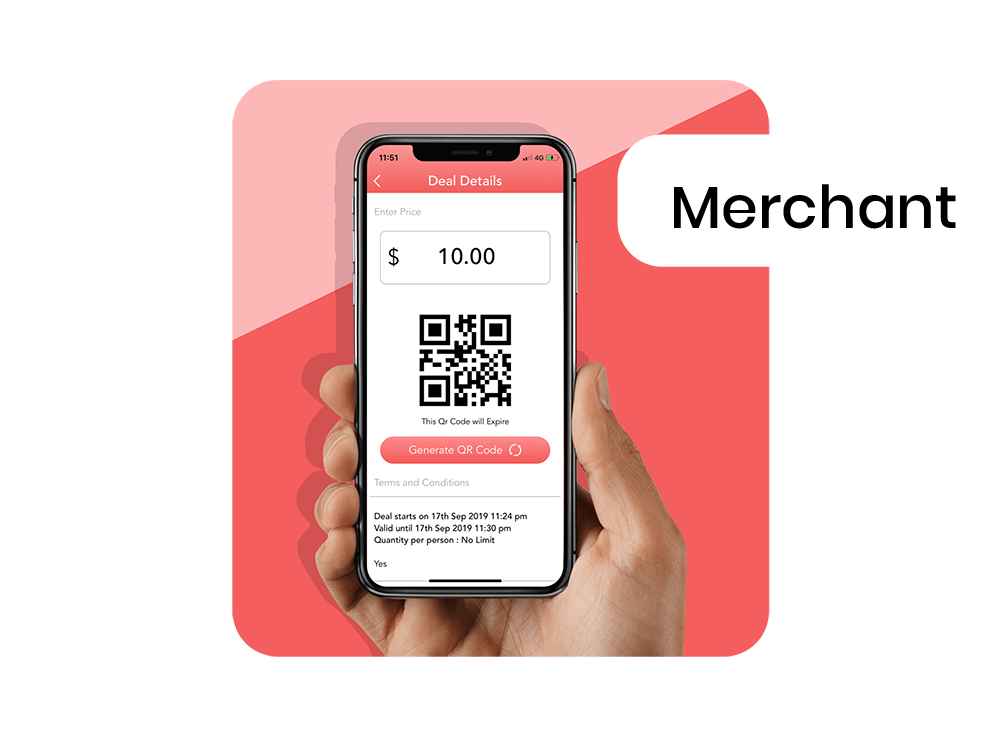 Merchant
11:51
4G
Deal Details
Enter Price
$ 10.00
This Qr Code will Expire
Generate QR Code
Terms and Conditions
Deal starts on 17th Sep 2019 11:24 pm
Valid until 17th Sep 2019 11:30 pm
Quantity per person : No Limit
Yes